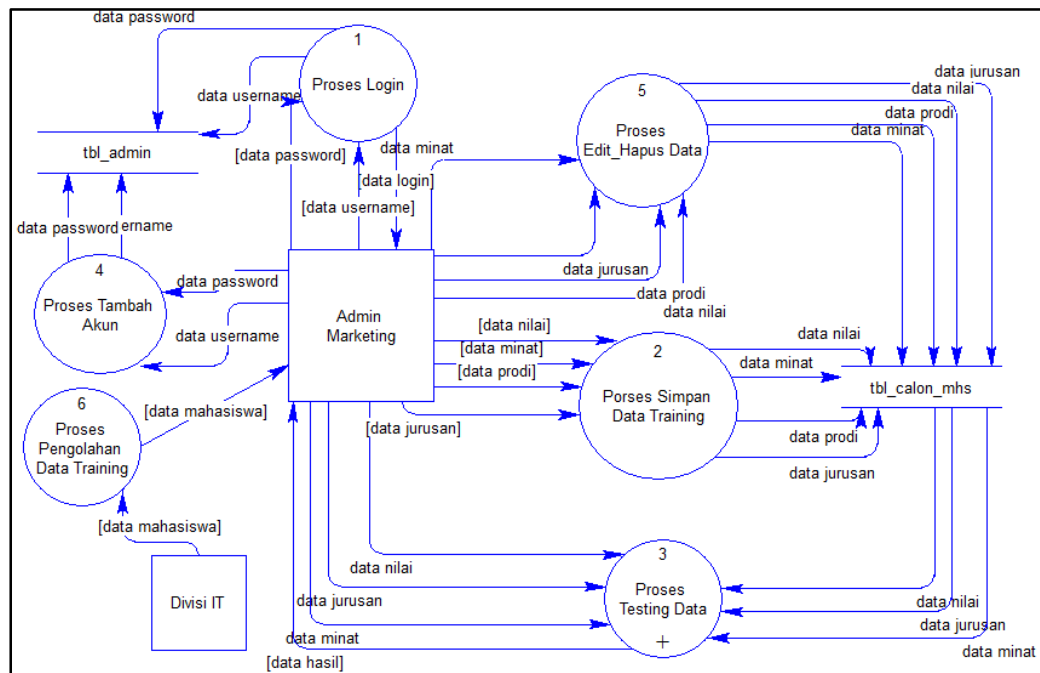 data password
1
Proses Login
data username
tbl_admin
[data password]
data minat
[data login]
[data username]
5
Proses
Edit_Hapus Data
data jurusan
data nilai
data prodi
data minat
data password
ername
4
Proses Tambah
Akun
data password
data username
Admin
Marketing
data jurusan
data prodi
data nilai
[data nilai]
[data minat]
[data prodi]
[data jurusan]
2
Porses Simpan
Data Training
data nilai
data minat
tbl_calon_mhs
data prodi
data jurusan
6
Proses
Pengolahan
Data Training
[data mahasiswa]
[data mahasiswa]
Divisi IT
data nilai
data jurusan
data minat
[data hasil]
3
Proses
Testing Data
+
data nilai
data jurusan
data minat